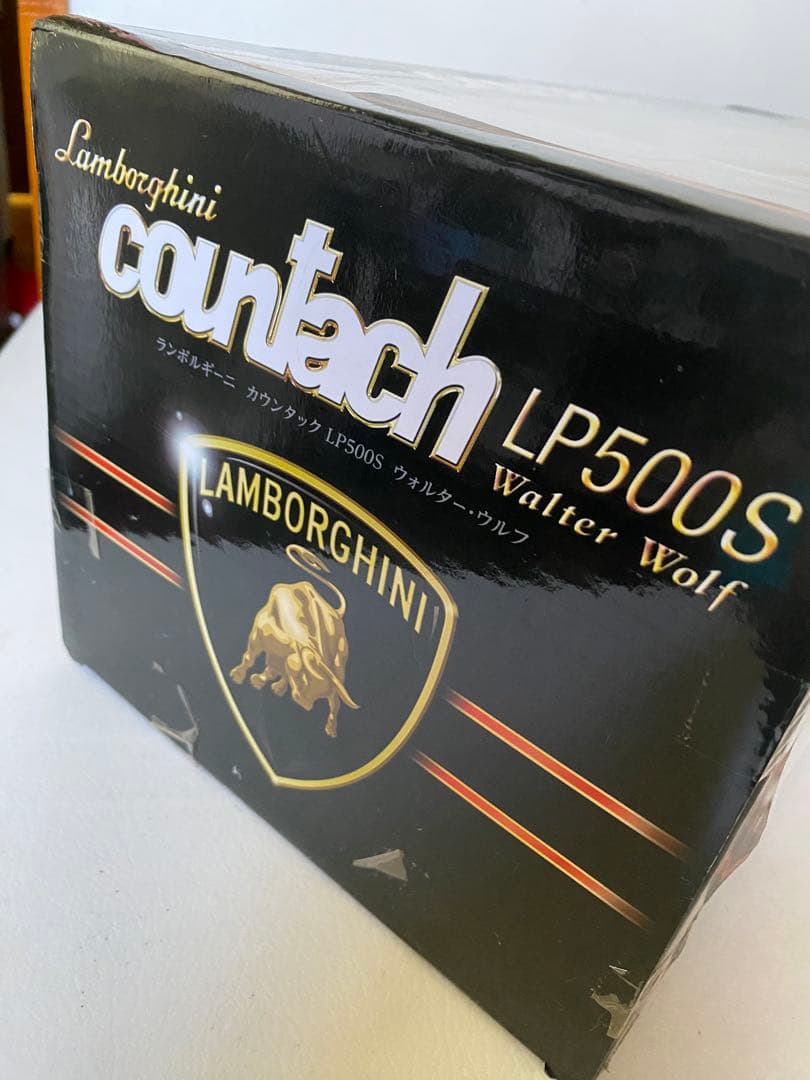 Lamborghini
countach LP500S
Walter Wolf
ランボルギーニ カウンタック LP500S ウォルター・ウルフ
LAMBORGHINI